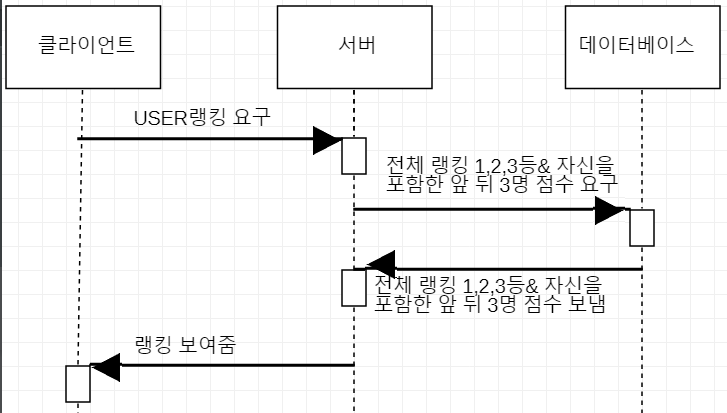 클라이언트
서버
데이터베이스
USER랭킹 요구
전체 랭킹 1,2,3등& 자신을
포함한 앞 뒤 3명 점수 요구
전체 랭킹 1,2,3등& 자신을
포함한 앞 뒤 3명 점수 보냄
랭킹 보여줌